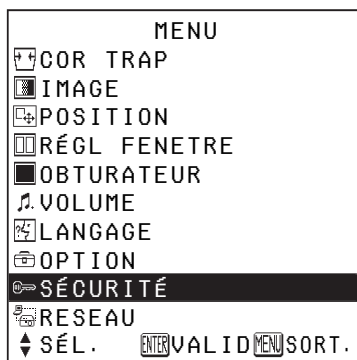 MENU
COR TRAP
IMAGE
POSITION
RÉGL FENETRE
OBTURATEUR
VOLUME
LANGAGE
OPTION
SÉCURITÉ
RESEAU
SÉL. ENTER VALID MENU SORT.